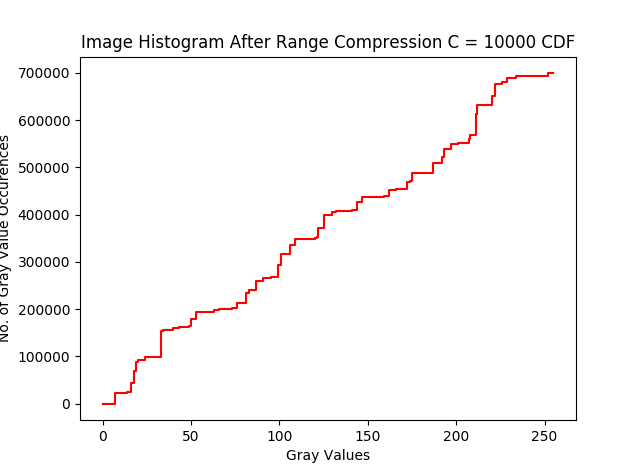 Image Histogram After Range Compression C = 10000 CDF
700000
600000
500000
400000
300000
200000
100000
0
No. of Gray Value Occurences
0 50 100 150 200 250
Gray Values